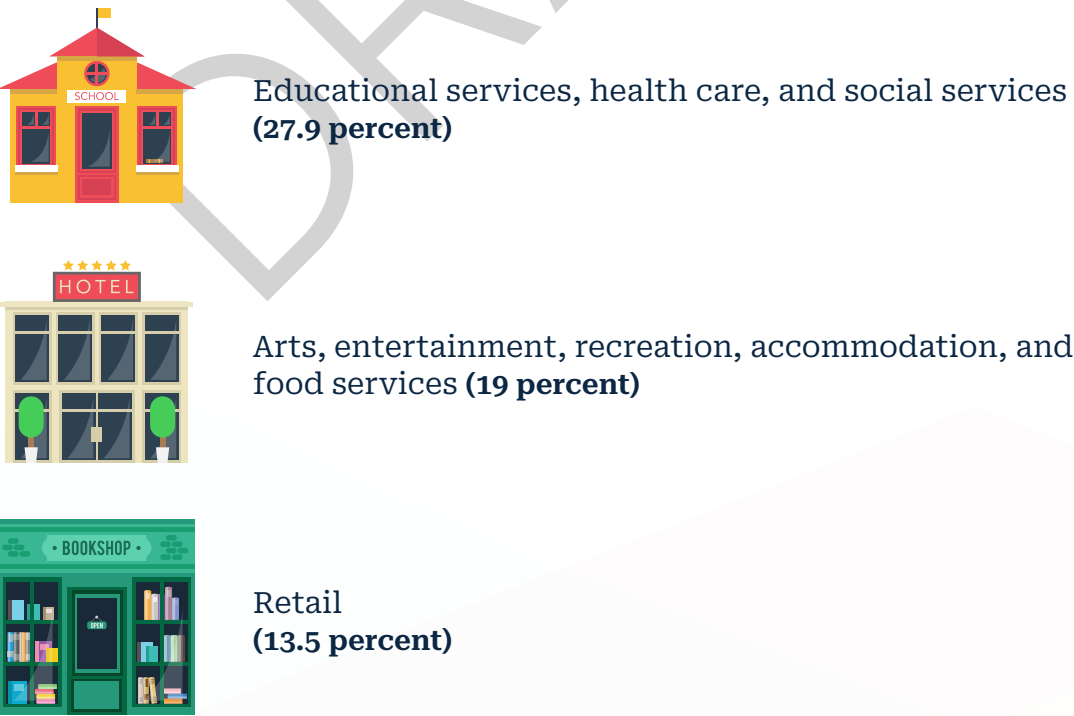 SCHOOL
Educational services, health care, and social services
(27.9 percent)
HOTEL
Arts, entertainment, recreation, accommodation, and
food services (19 percent)
• BOOKSHOP •
OPEN
Retail
(13.5 percent)